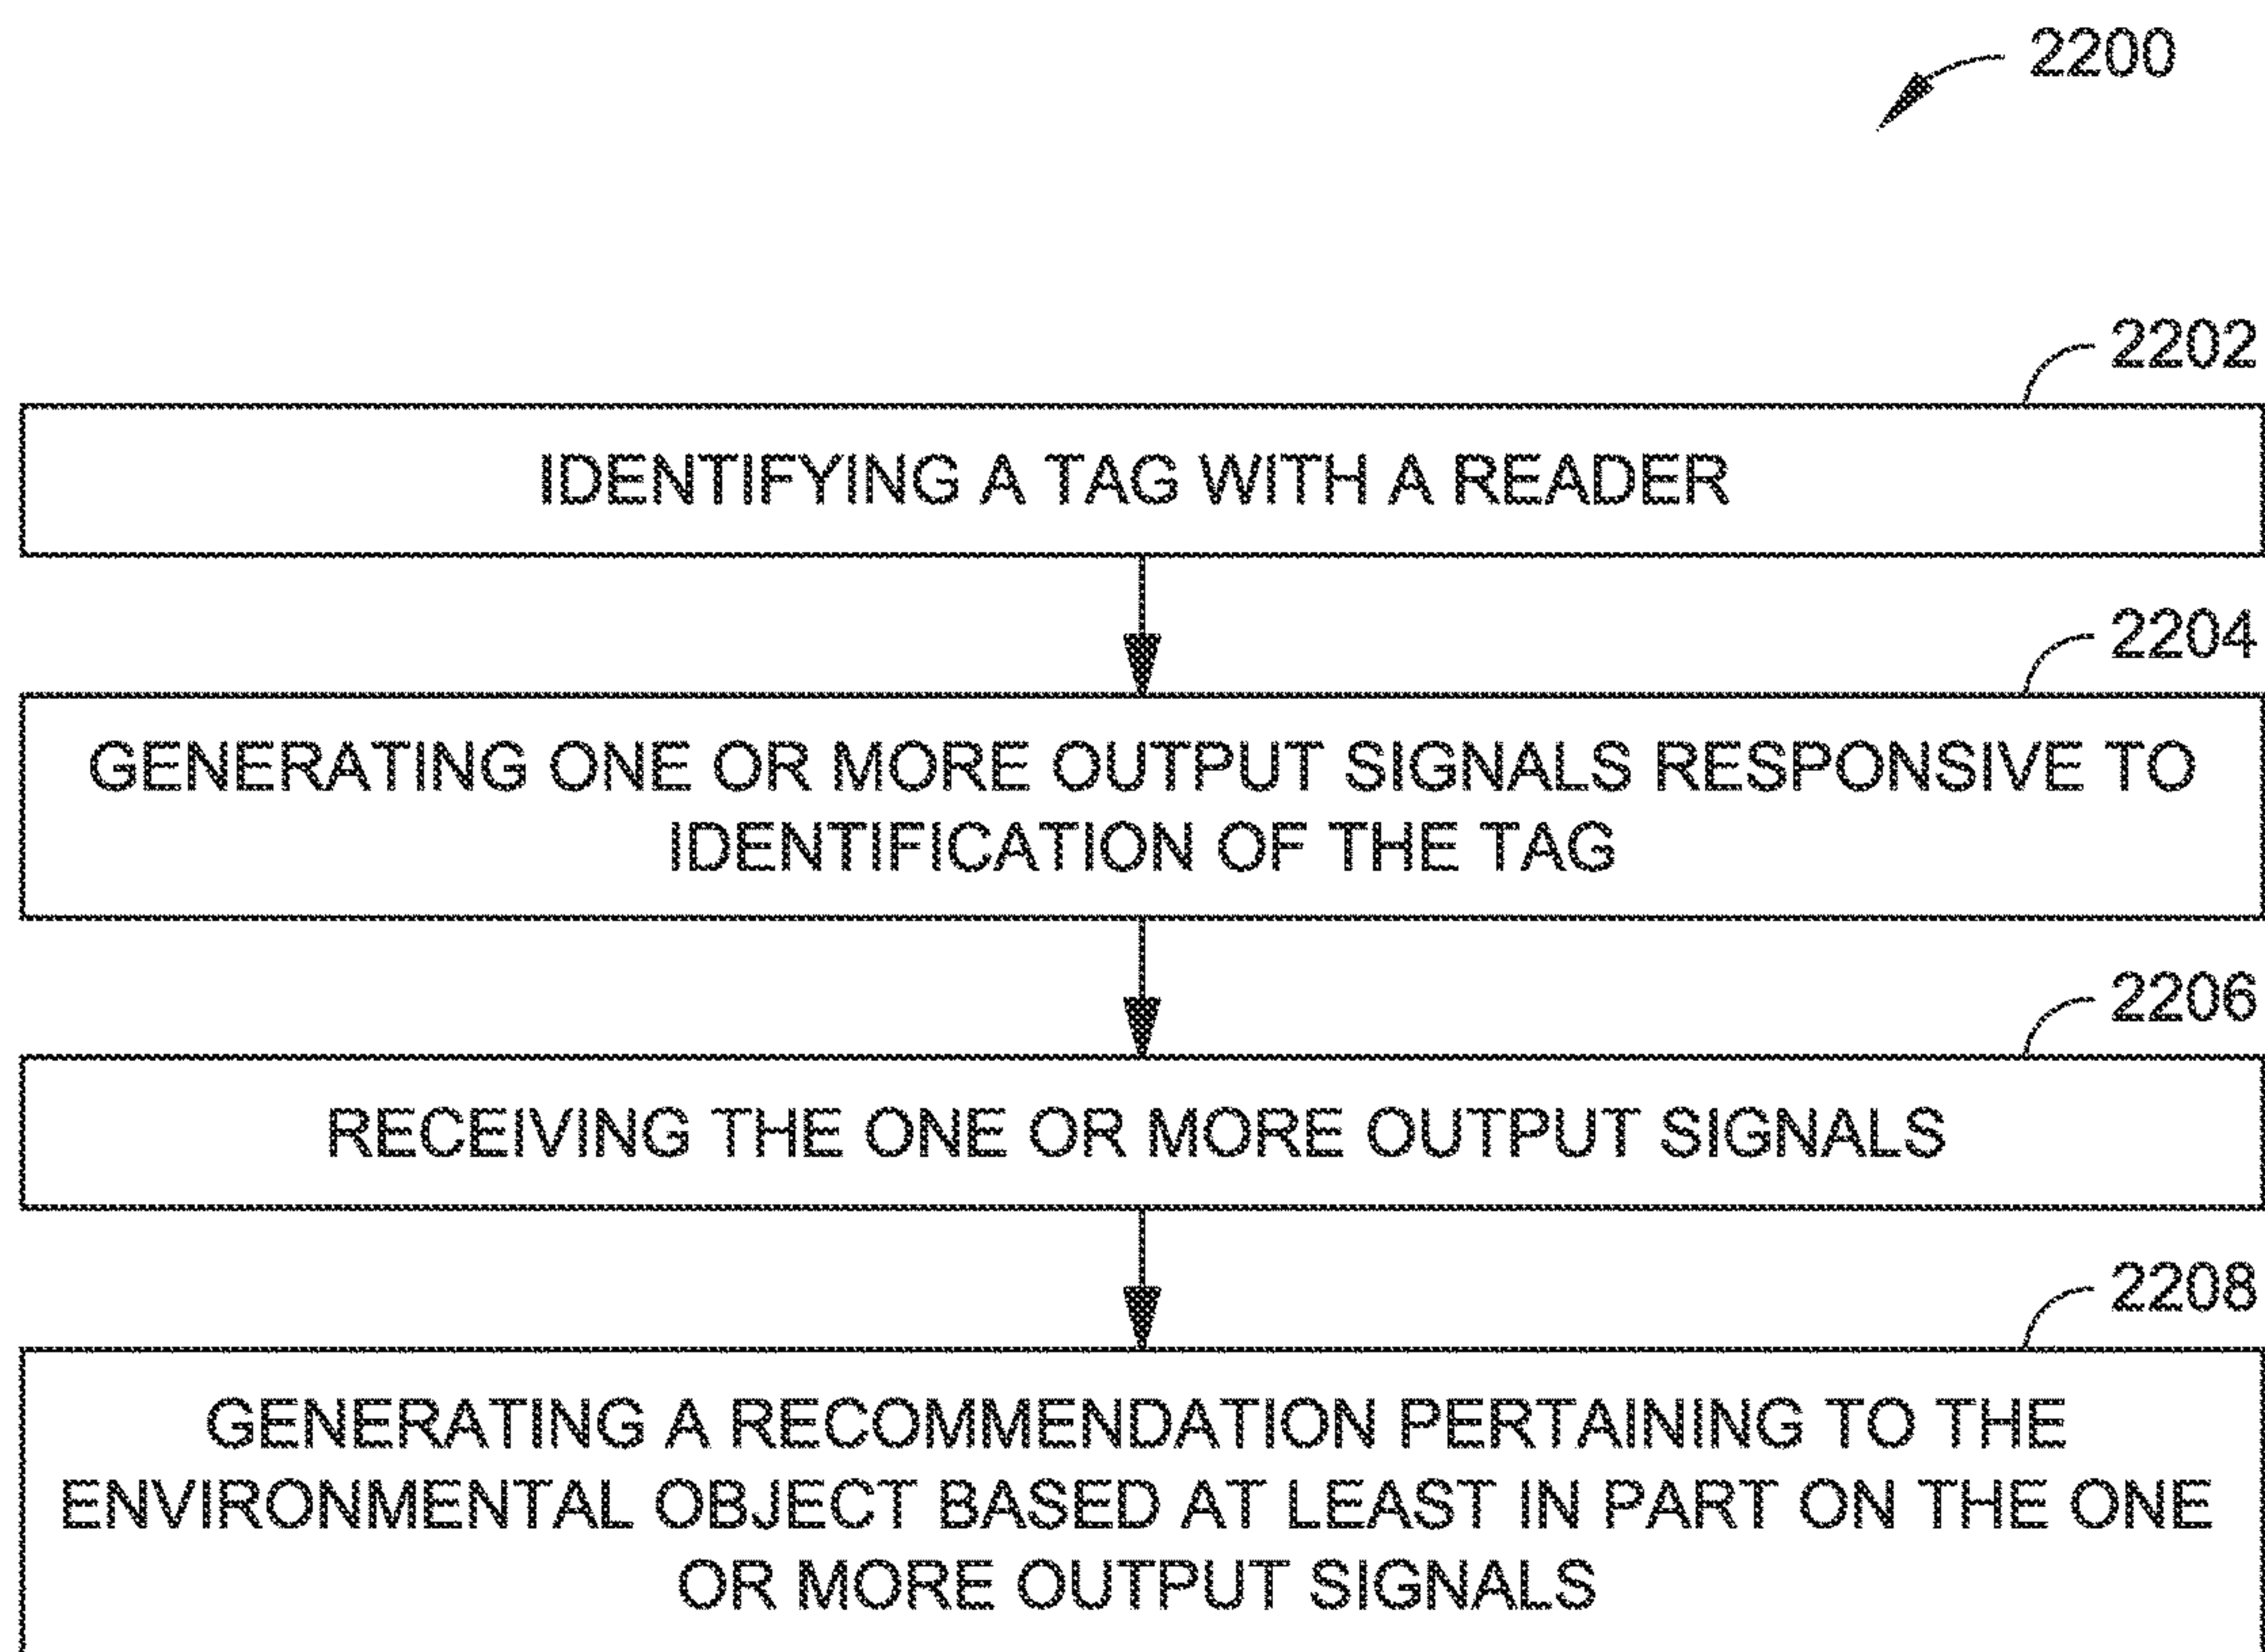 2200
2202
IDENTIFYING A TAG WITH A READER
2204
GENERATING ONE OR MORE OUTPUT SIGNALS RESPONSIVE TO
IDENTIFICATION OF THE TAG
2206
RECEIVING THE ONE OR MORE OUTPUT SIGNALS
2208
GENERATING A RECOMMENDATION PERTAINING TO THE
ENVIRONMENTAL OBJECT BASED AT LEAST IN PART ON THE ONE
OR MORE OUTPUT SIGNALS